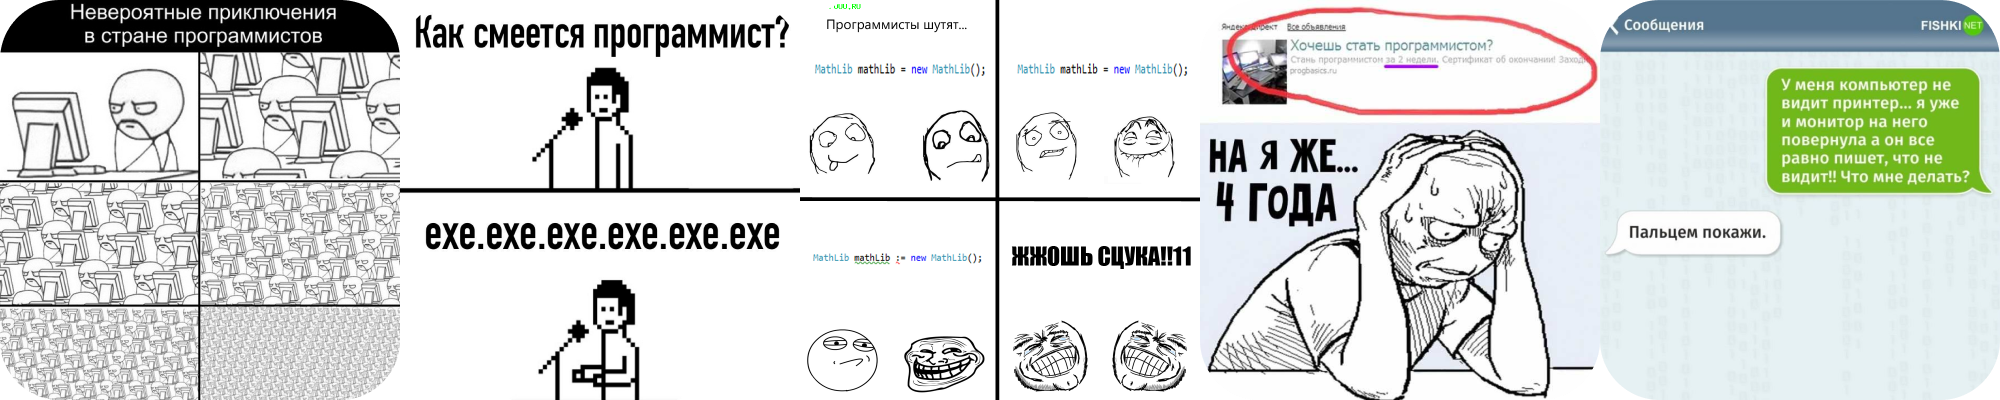 Невероятные приключения
в стране программистов
Как смеется программист?
exe.exe.exe.exe.exe.exe
Программисты шутят...
MathLib mathLib = new MathLib();
MathLib mathLib = new MathLib();
MathLib mathLib := new MathLib();
ЖЖОШЬ СЦУКА!!11
Все объявления
Хочешь стать программистом?
Стань программистом за 2 недели. Сертификат об окончании!
progbasics.ru
НА Я ЖЕ...
4 ГОДА
Сообщения
FISHKI NET
У меня компьютер не
видит принтер... я уже
и монитор на него
повернула а он все
равно пишет, что не
видит!! Что мне делать?
Пальцем покажи.